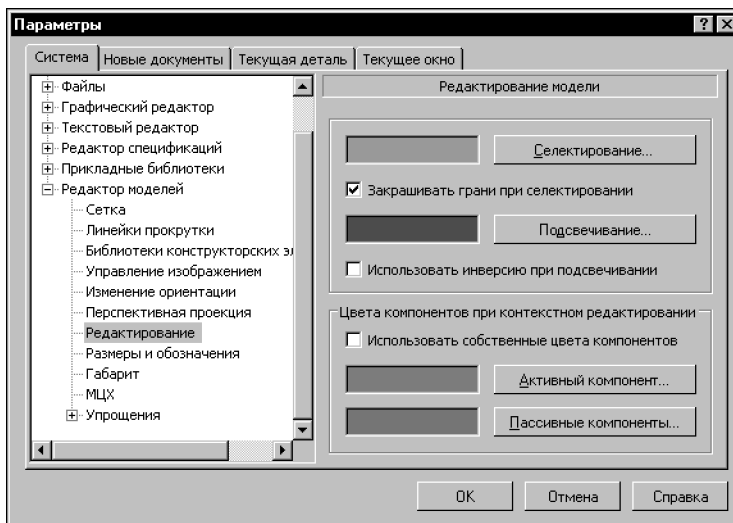 Параметры
Система Новые документы Текущая деталь Текущее окно
Файлы
Графический редактор
Текстовый редактор
Редактор спецификаций
Прикладные библиотеки
Редактор моделей
Сетка
Линейки прокрутки
Библиотеки конструкторских эл
Управление изображением
Изменение ориентации
Перспективная проекция
Редактирование
Размеры и обозначения
Габарит
МЦХ
Упрощения
Редактирование модели
Селектирование...
Закрашивать грани при селектировании
Подсвечивание...
Использовать инверсию при подсвечивании
Цвета компонентов при контекстном редактировании
Использовать собственные цвета компонентов
Активный компонент...
Пассивные компоненты...
OK Отмена Справка